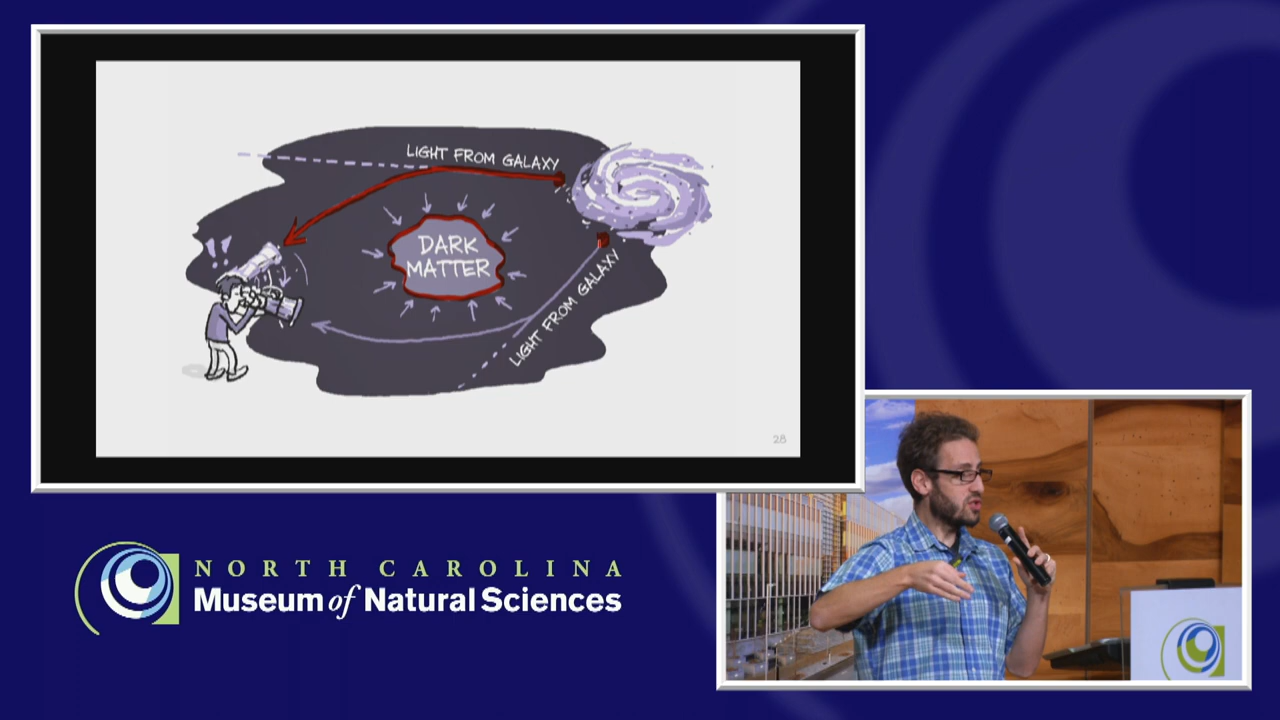 LIGHT FROM GALAXY
DARK
MATTER
!!
LIGHT FROM GALAXY
28
NORTH CAROLINA
Museum of Natural Sciences